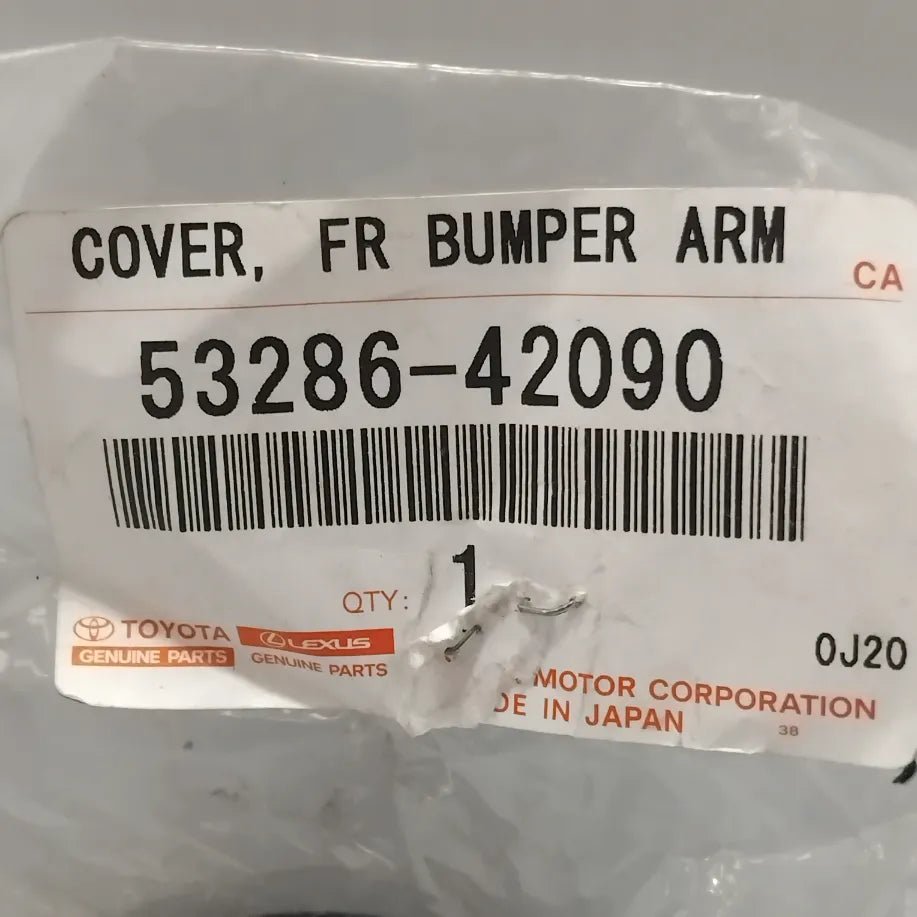 COVER, FR BUMPER ARM
CA
53286-42090
QTY: 1
TOYOTA
GENUINE PARTS
LEXUS
GENUINE PARTS
0J20
MOTOR CORPORATION
IN JAPAN
38